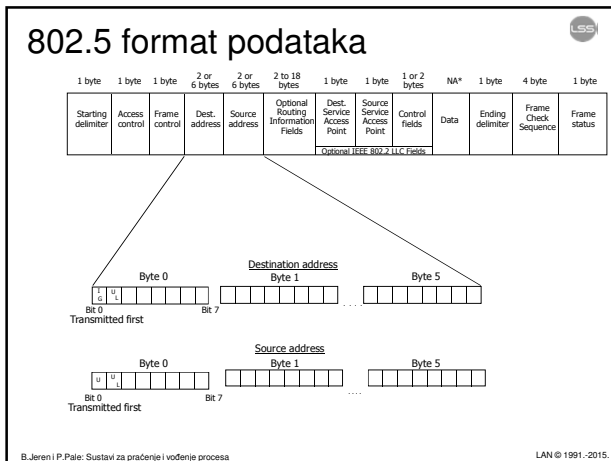 802.5 format podataka
LSS
1 byte 1 byte 1 byte 2 or 6 bytes 2 or 6 bytes 2 to 18 bytes 1 byte 1 byte 1 or 2 bytes NA* 1 byte 4 byte 1 byte
Starting delimiter Access control Frame control Dest. address Source address Optional Routing Information Fields Dest. Service Access Point Source Service Access Point Control fields Data Ending delimiter Frame Check Sequence Frame status
Optional IEEE 802.2 LLC Fields
Destination address
Byte 0 Byte 1 Byte 5
I G U L ....
Bit 0 Bit 7
Transmitted first
Source address
Byte 0 Byte 1 Byte 5
U U L ....
Bit 0 Bit 7
Transmitted first
B.Jeren i P.Pale: Sustavi za praćenje i vođenje procesa
LAN © 1991.-2015.